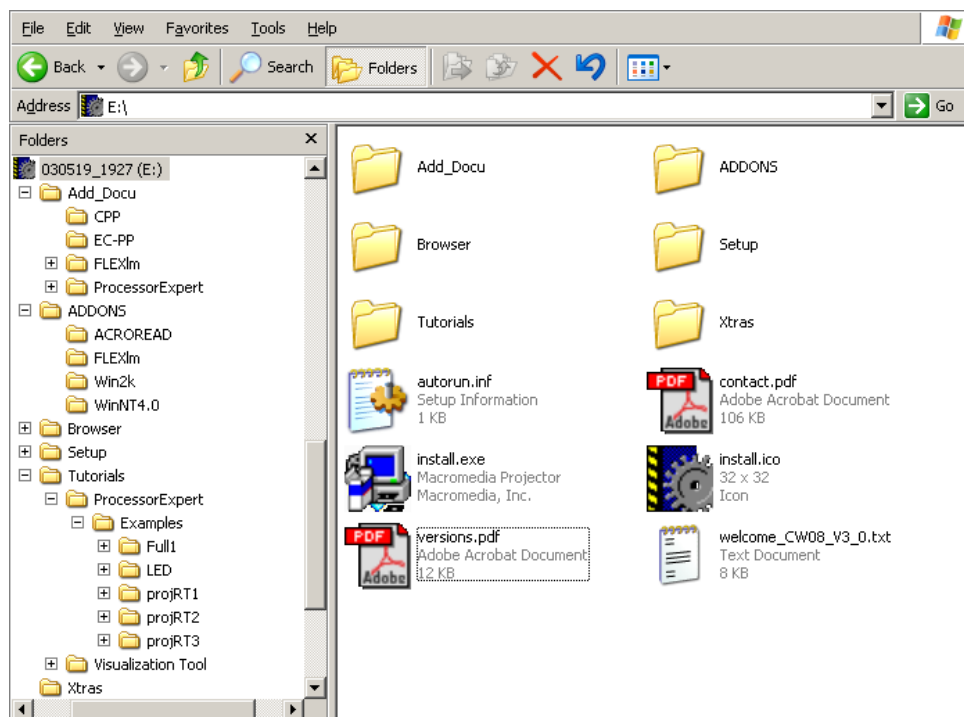 File Edit View Favorites Tools Help
Back Search Folders
Address E:\ Go
Folders
030519_1927 (E:)
Add_Docu
CPP
EC-PP
FLEXlm
ProcessorExpert
ADDONS
ACROREAD
FLEXlm
Win2k
WinNT4.0
Browser
Setup
Tutorials
ProcessorExpert
Examples
Full1
LED
projRT1
projRT2
projRT3
Visualization Tool
Xtras
Add_Docu
ADDONS
Browser
Setup
Tutorials
Xtras
autorun.inf
Setup Information
1 KB
contact.pdf
Adobe Acrobat Document
106 KB
install.exe
Macromedia Projector
Macromedia, Inc.
install.ico
32 x 32
Icon
versions.pdf
Adobe Acrobat Document
12 KB
welcome_CW08_V3_0.txt
Text Document
8 KB
PDF
Adobe
PDF
Adobe